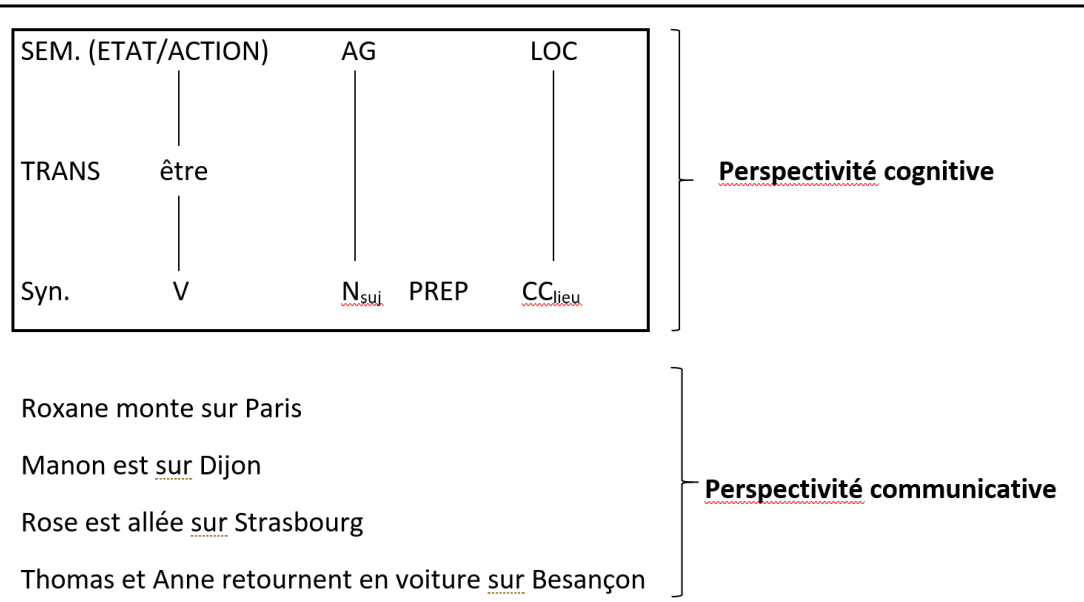 SEM. (ETAT/ACTION) AG LOC
TRANS être
Perspectivité cognitive
Syn. V Nsuj PREP CClieu
Roxane monte sur Paris
Manon est sur Dijon
Perspectivité communicative
Rose est allée sur Strasbourg
Thomas et Anne retournent en voiture sur Besançon